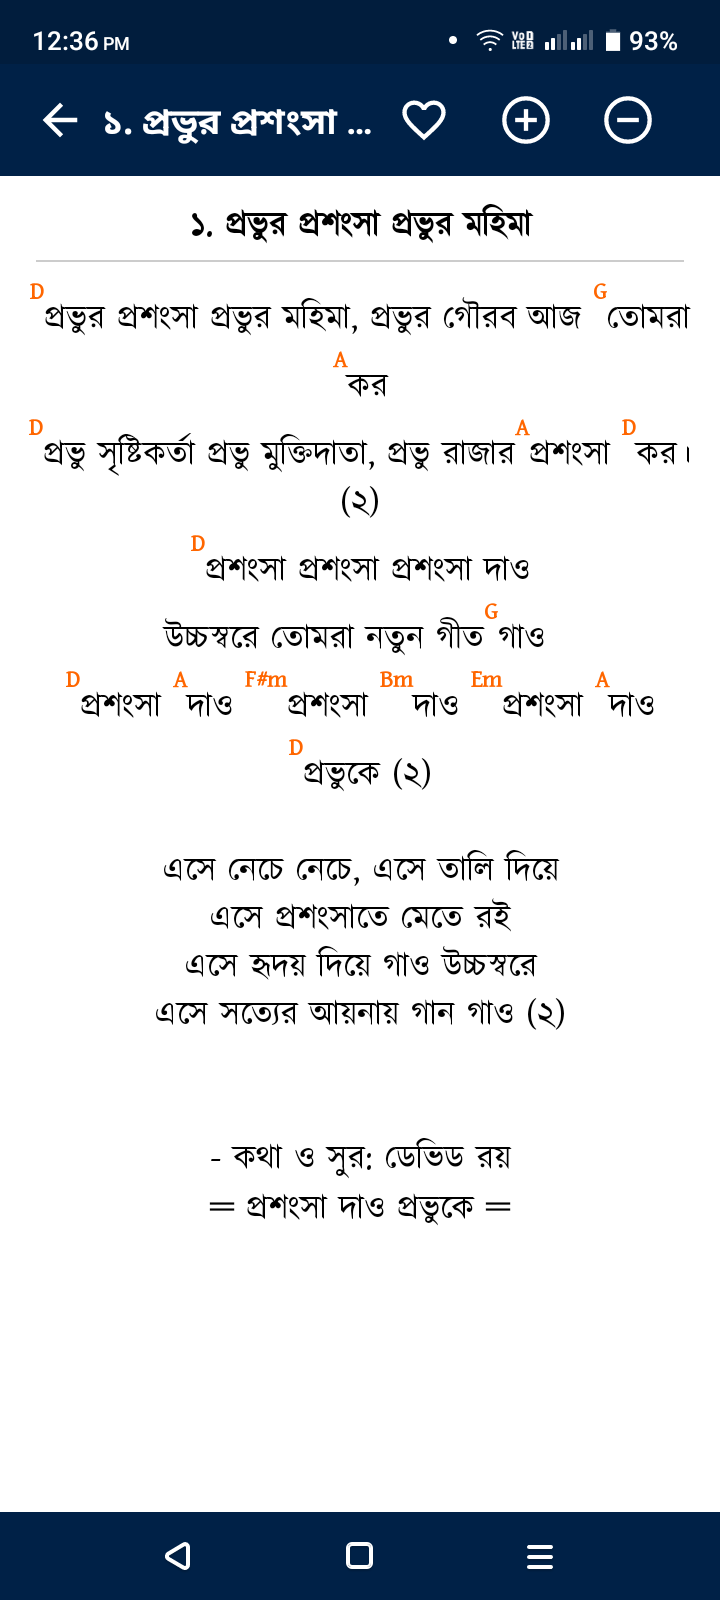 12:36 PM 93%
১. প্রভুর প্রশংসা ...
১. প্রভুর প্রশংসা প্রভুর মহিমা
D G
প্রভুর প্রশংসা প্রভুর মহিমা, প্রভুর গৌরব আজ তোমরা
A
কর
D A D
প্রভু সৃষ্টিকর্তা প্রভু মুক্তিদাতা, প্রভু রাজার প্রশংসা কর।
(২)
D
প্রশংসা প্রশংসা প্রশংসা দাও
G
উচ্চস্বরে তোমরা নতুন গীত গাও
D A F#m Bm Em A
প্রশংসা দাও প্রশংসা দাও প্রশংসা দাও
D
প্রভুকে (২)
এসে নেচে নেচে, এসে তালি দিয়ে
এসে প্রশংসাতে মেতে রই
এসে হৃদয় দিয়ে গাও উচ্চস্বরে
এসে সত্যের আয়নায় গান গাও (২)
- কথা ও সুর: ডেভিড রয়
= প্রশংসা দাও প্রভুকে =